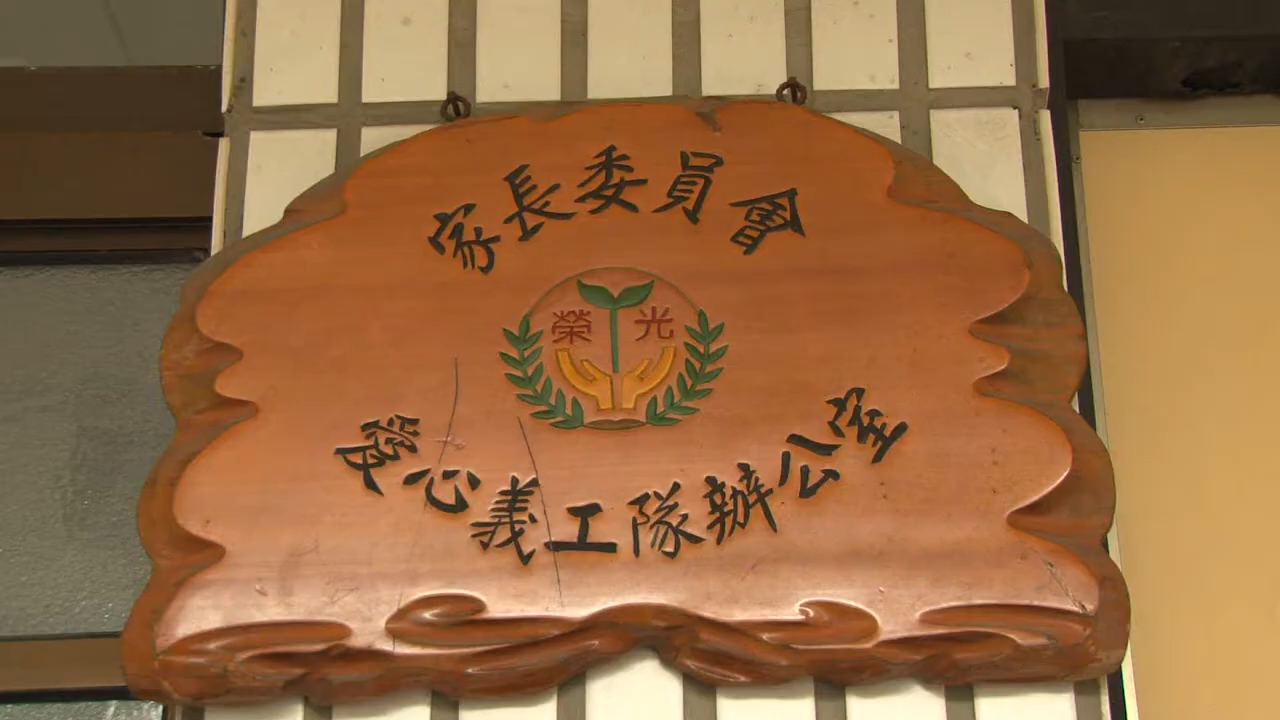 家長委員會
榮光
愛心義工隊辦公室